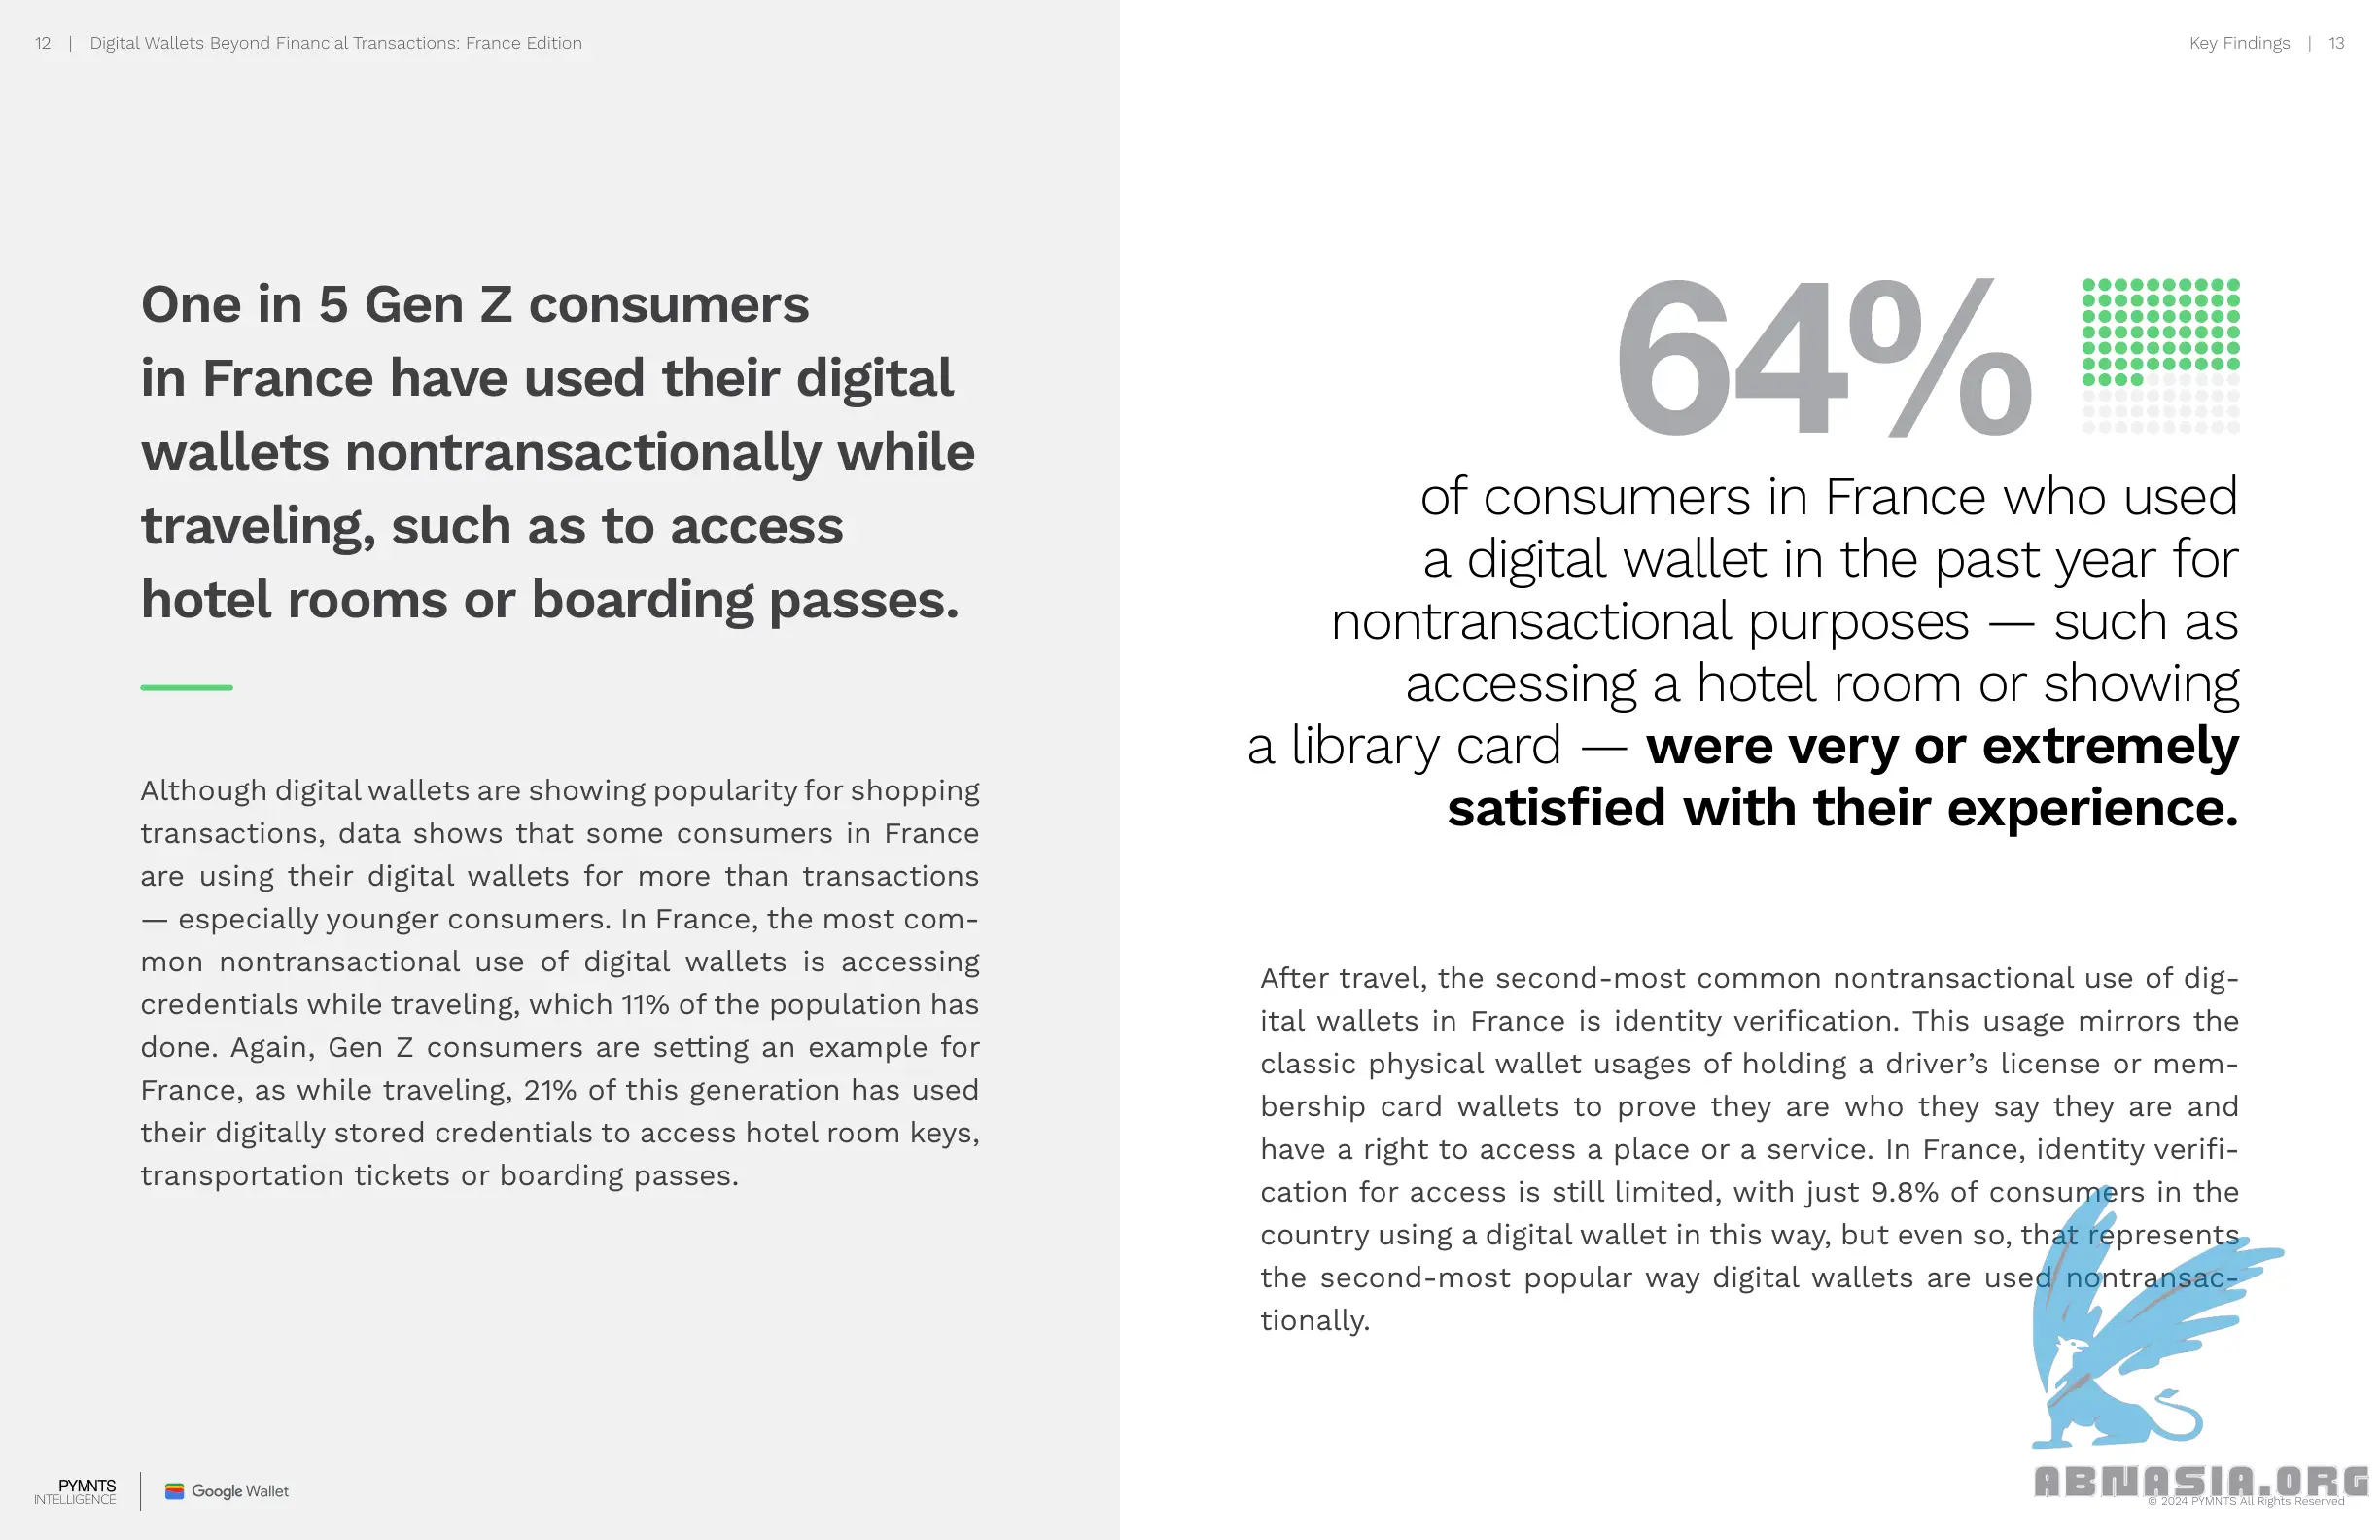 12 | Digital Wallets Beyond Financial Transactions: France Edition
One in 5 Gen Z consumers
in France have used their digital
wallets nontransactionally while
traveling, such as to access
hotel rooms or boarding passes.
Although digital wallets are showing popularity for shopping
transactions, data shows that some consumers in France
are using their digital wallets for more than transactions
— especially younger consumers. In France, the most com-
mon nontransactional use of digital wallets is accessing
credentials while traveling, which 11% of the population has
done. Again, Gen Z consumers are setting an example for
France, as while traveling, 21% of this generation has used
their digitally stored credentials to access hotel room keys,
transportation tickets or boarding passes.
PYMNTS
INTELLIGENCE
Google Wallet
Key Findings | 13
64%
of consumers in France who used
a digital wallet in the past year for
nontransactional purposes — such as
accessing a hotel room or showing
a library card — were very or extremely
satisfied with their experience.
After travel, the second-most common nontransactional use of dig-
ital wallets in France is identity verification. This usage mirrors the
classic physical wallet usages of holding a driver’s license or mem-
bership card wallets to prove they are who they say they are and
have a right to access a place or a service. In France, identity verifi-
cation for access is still limited, with just 9.8% of consumers in the
country using a digital wallet in this way, but even so, that represents
the second-most popular way digital wallets are used nontransac-
tionally.
ABNASIA.ORG
© 2024 PYMNTS All Rights Reserved